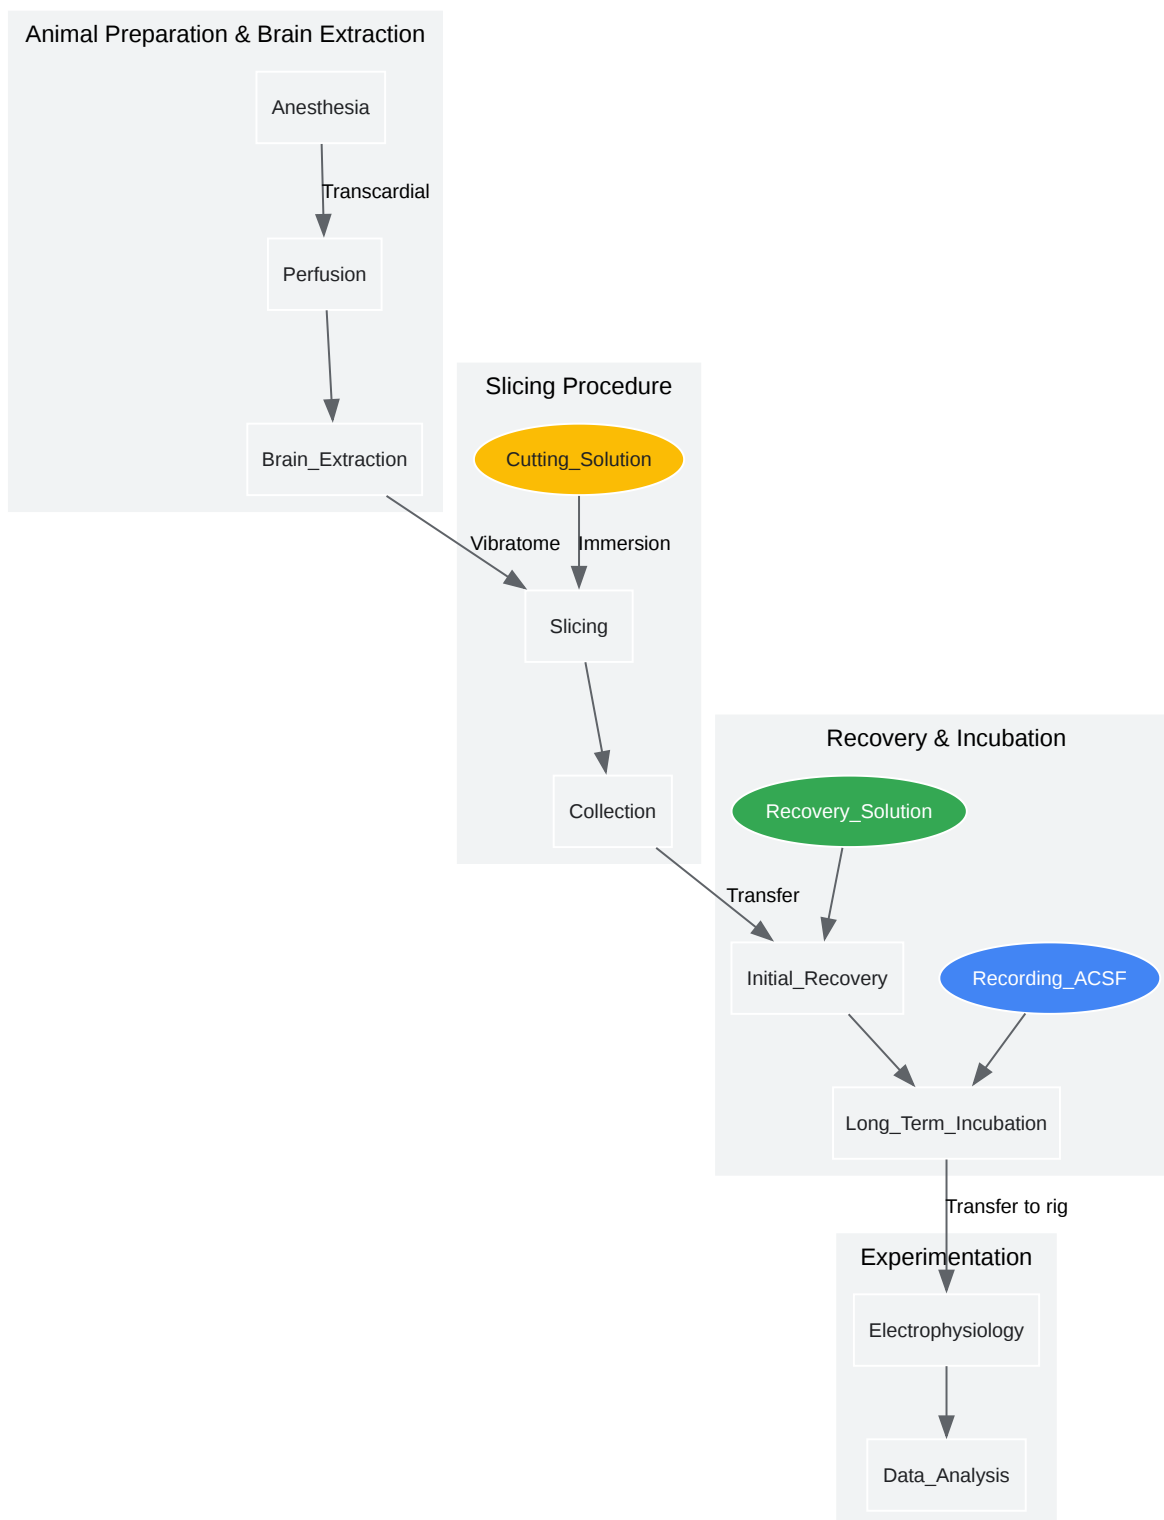 Animal Preparation & Brain Extraction
Anesthesia
Transcardial
Perfusion
Brain_Extraction
Slicing Procedure
Cutting_Solution
Vibratome
Immersion
Slicing
Collection
Recovery & Incubation
Recovery_Solution
Transfer
Initial_Recovery
Recording_ACSF
Long_Term_Incubation
Transfer to rig
Experimentation
Electrophysiology
Data_Analysis